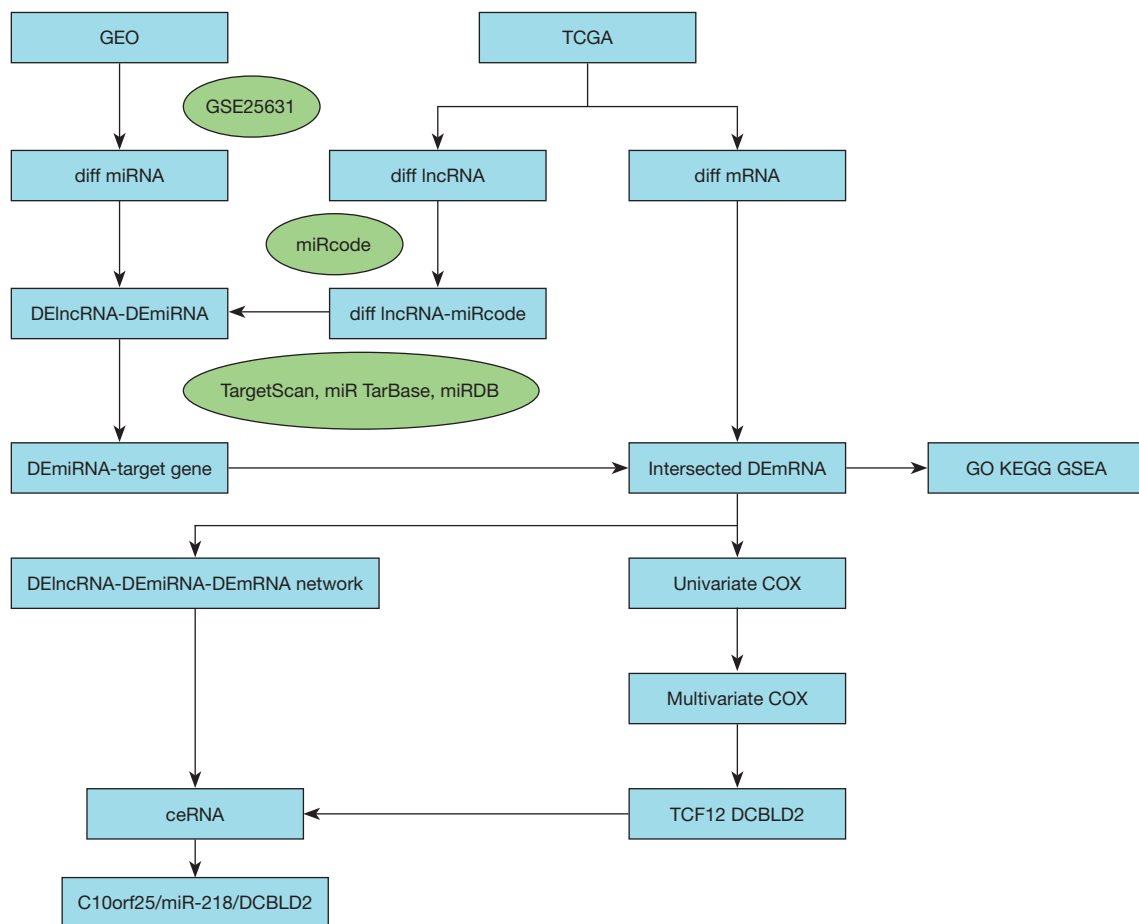 GEO
TCGA
GSE25631
diff miRNA
diff lncRNA
diff mRNA
miRcode
DElncRNA-DEmiRNA
diff lncRNA-miRcode
TargetScan, miR TarBase, miRDB
DEmiRNA-target gene
Intersected DEmRNA
GO KEGG GSEA
DElncRNA-DEmiRNA-DEmRNA network
Univariate COX
Multivariate COX
ceRNA
TCF12 DCBLD2
C10orf25/miR-218/DCBLD2